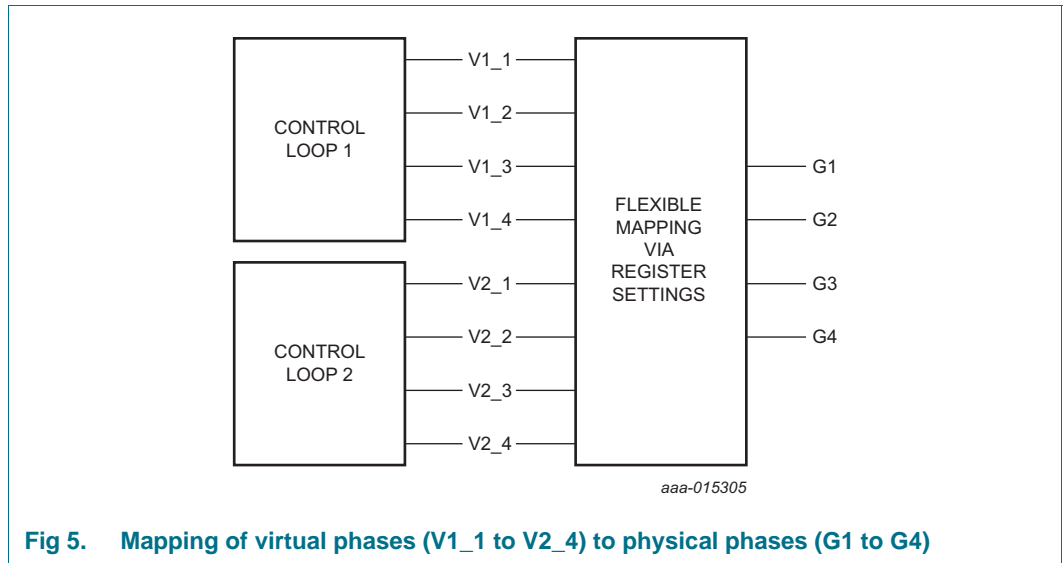 CONTROL
LOOP 1
V1_1
V1_2
V1_3
V1_4
CONTROL
LOOP 2
V2_1
V2_2
V2_3
V2_4
FLEXIBLE
MAPPING
VIA
REGISTER
SETTINGS
G1
G2
G3
G4
aaa-015305
Fig 5. Mapping of virtual phases (V1_1 to V2_4) to physical phases (G1 to G4)